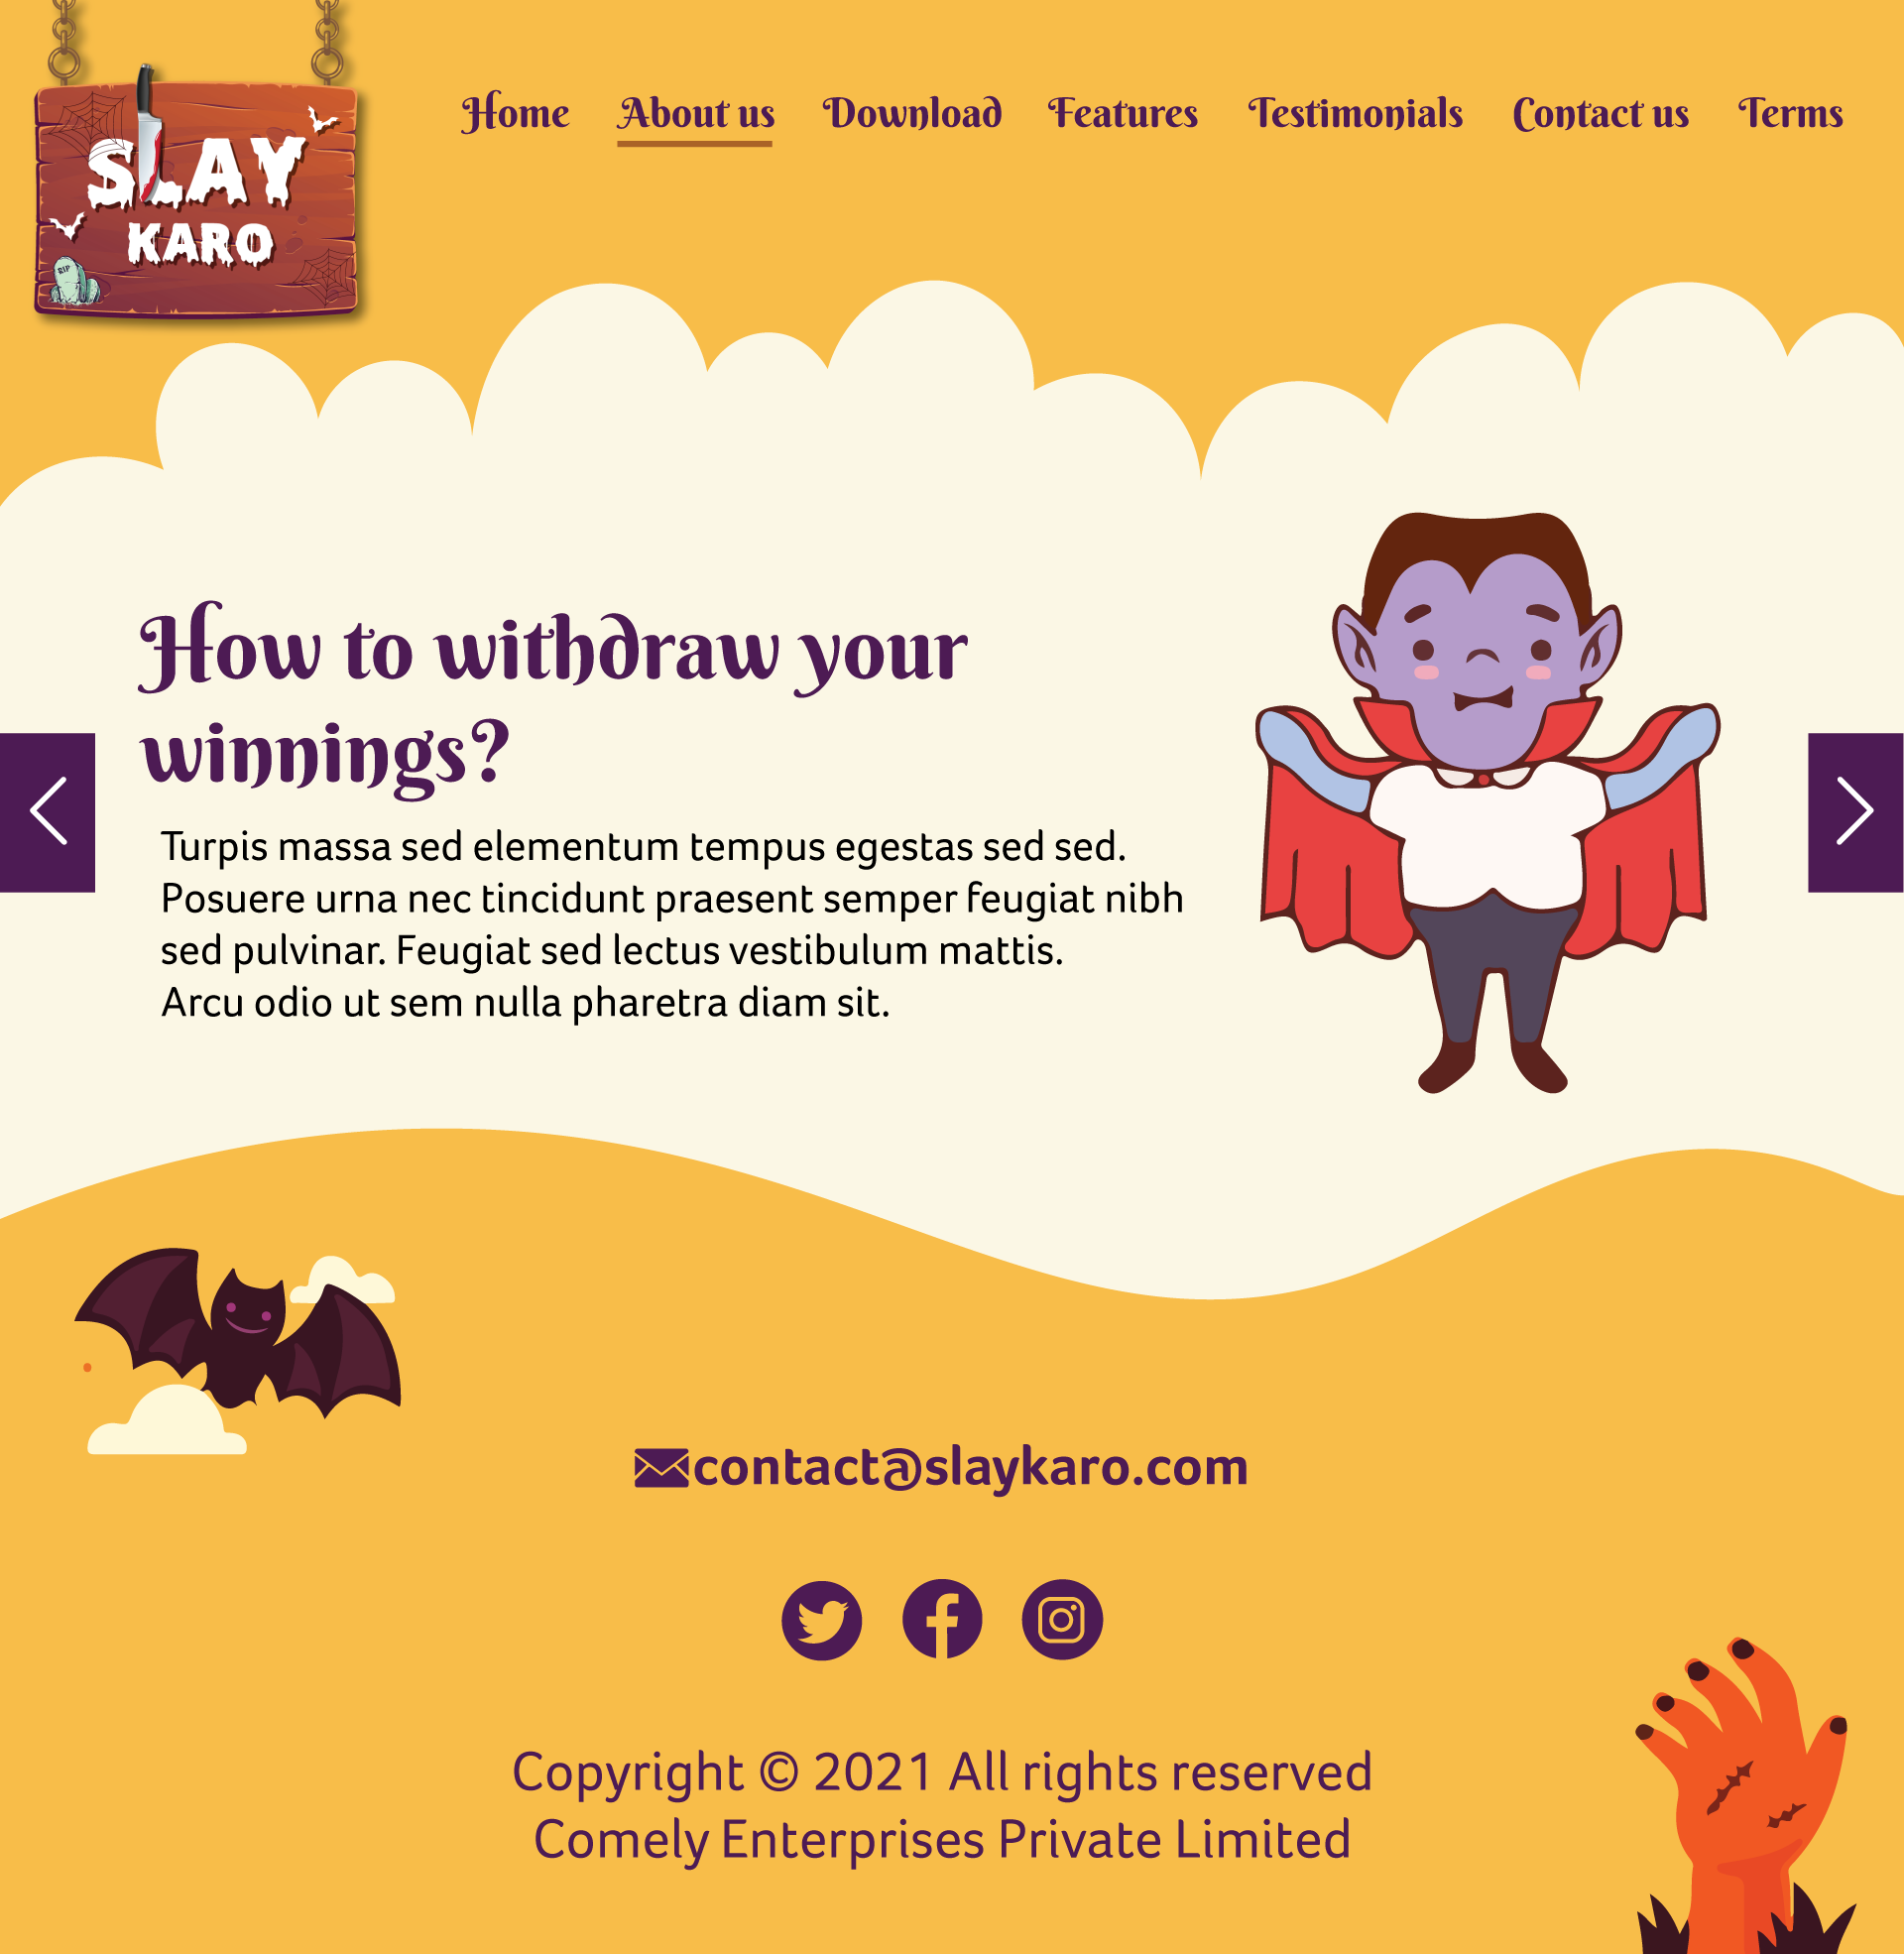 SLAY
KARO
RIP
Home About us Download Features Testimonials Contact us Terms
How to withdraw your
winnings?
Turpis massa sed elementum tempus egestas sed sed.
Posuere urna nec tincidunt praesent semper feugiat nibh
sed pulvinar. Feugiat sed lectus vestibulum mattis.
Arcu odio ut sem nulla pharetra diam sit.
contact@slaykaro.com
Copyright © 2021 All rights reserved
Comely Enterprises Private Limited